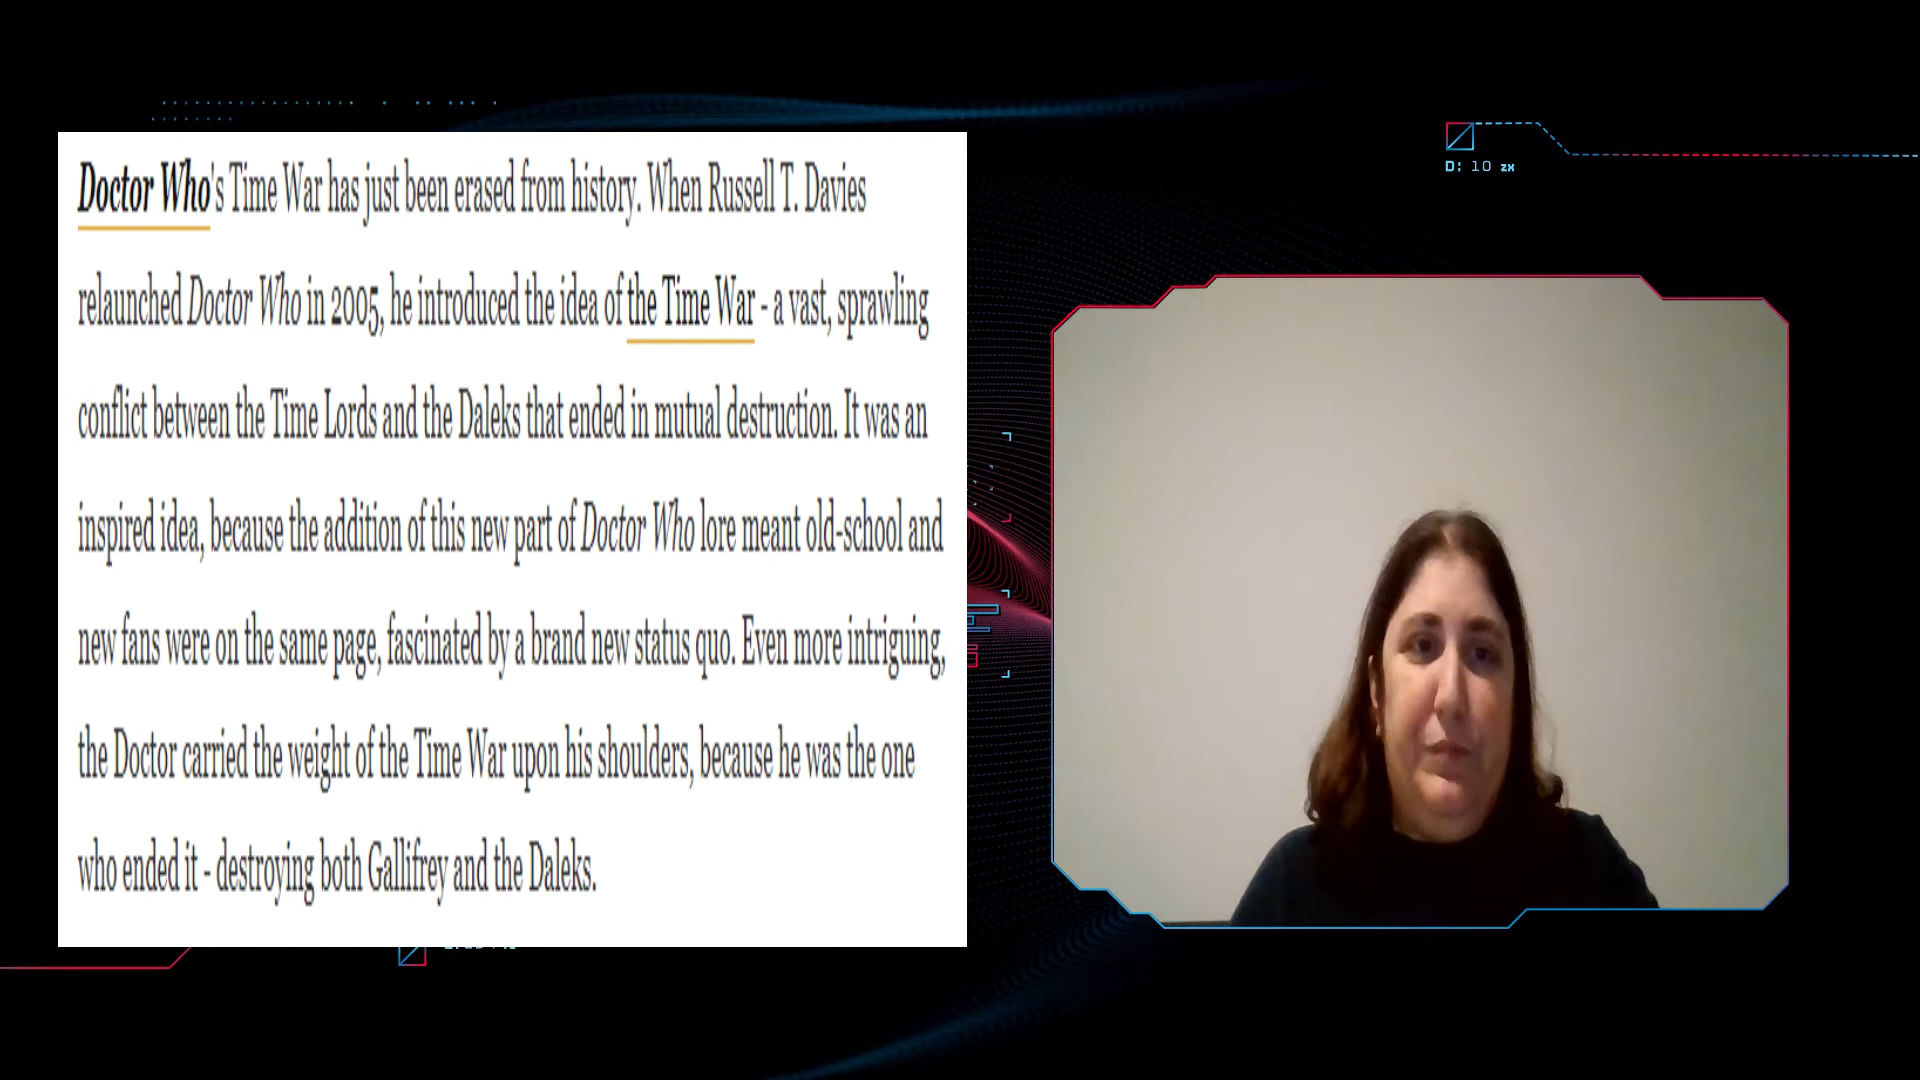 Doctor Who's Time War has just been erased from history. When Russell T. Davies
relaunched Doctor Who in 2005, he introduced the idea of the Time War - a vast, sprawling
conflict between the Time Lords and the Daleks that ended in mutual destruction. It was an
inspired idea, because the addition of this new part of Doctor Who lore meant old-school and
new fans were on the same page, fascinated by a brand new status quo. Even more intriguing,
the Doctor carried the weight of the Time War upon his shoulders, because he was the one
who ended it - destroying both Gallifrey and the Daleks.
D: 10 zx